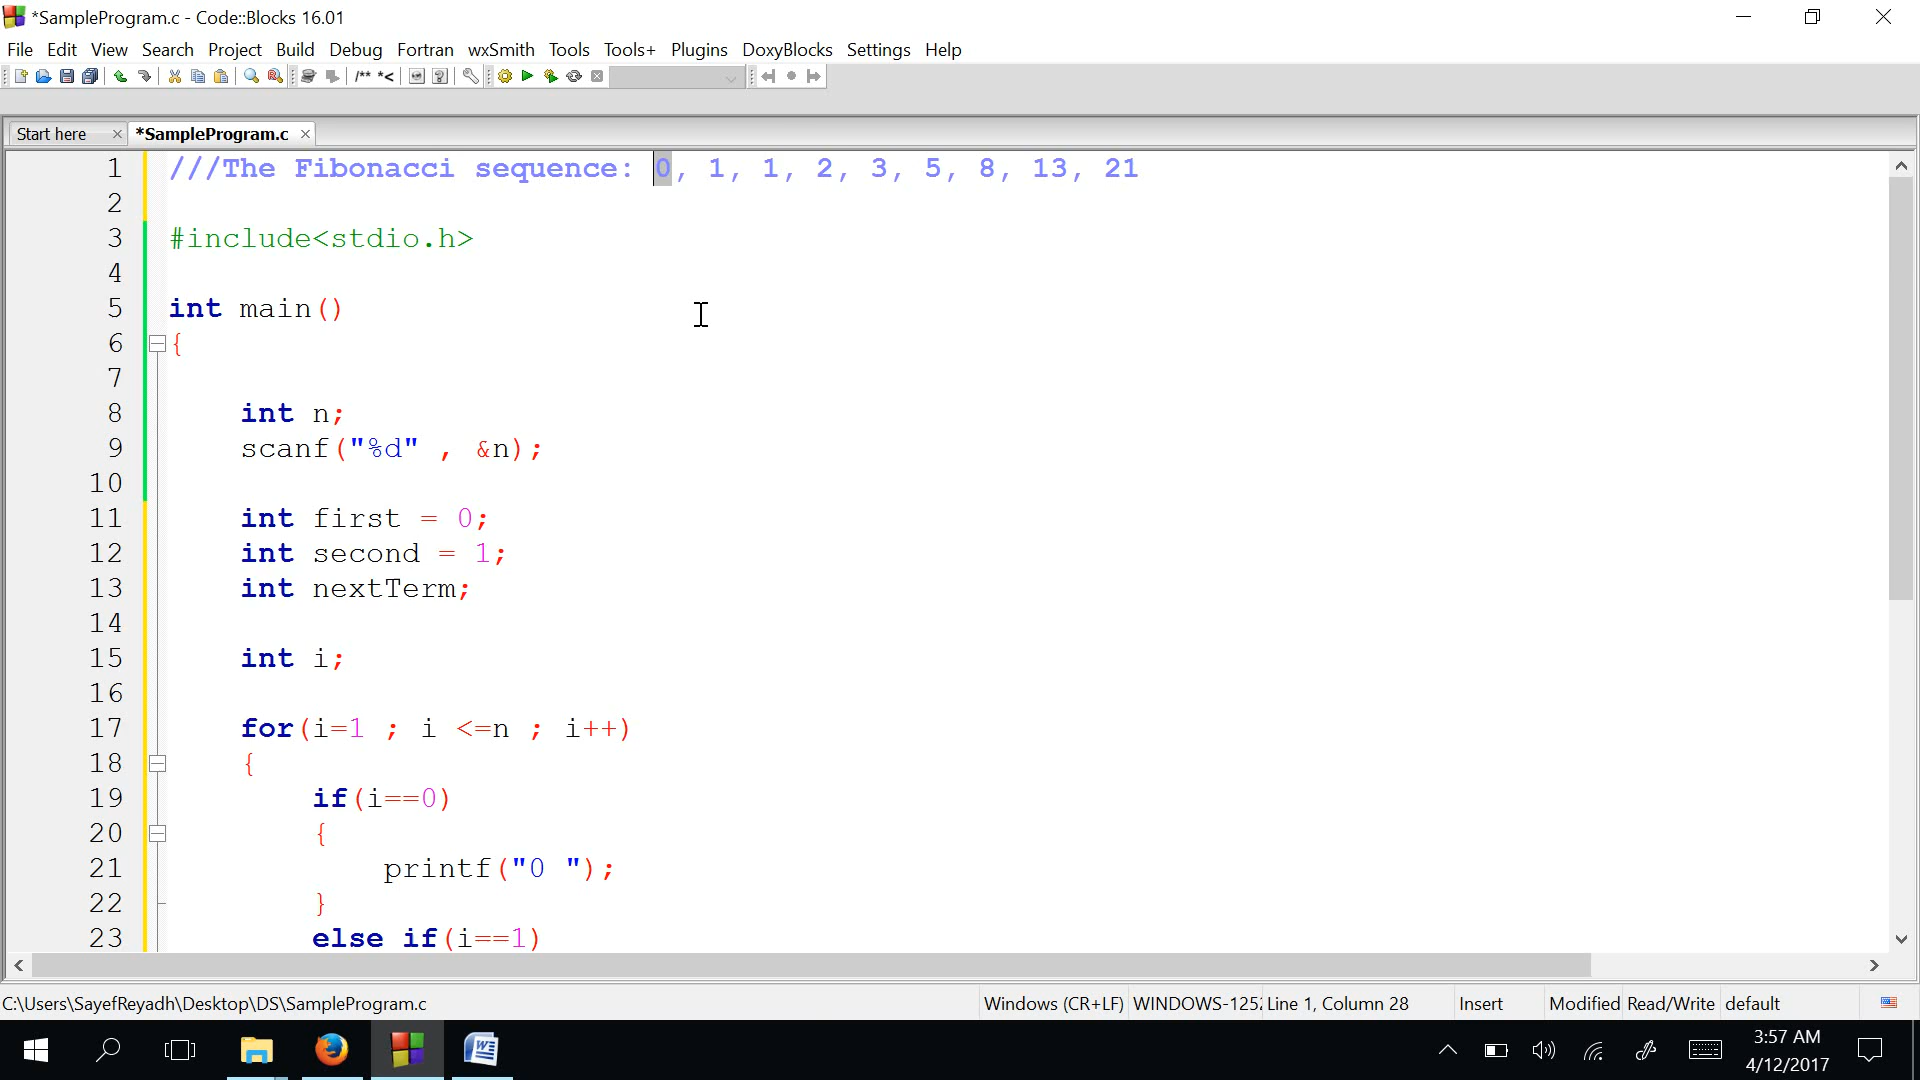 *SampleProgram.c - Code::Blocks 16.01
File Edit View Search Project Build Debug Fortran wxSmith Tools Tools+ Plugins DoxyBlocks Settings Help
/** *<
Start here *SampleProgram.c
1 ///The Fibonacci sequence: 0, 1, 1, 2, 3, 5, 8, 13, 21
2
3 #include<stdio.h>
4
5 int main()
6 {
7
8 int n;
9 scanf("%d" , &n);
10
11 int first = 0;
12 int second = 1;
13 int nextTerm;
14
15 int i;
16
17 for(i=1 ; i <=n ; i++)
18 {
19 if(i==0)
20 {
21 printf("0 ");
22 }
23 else if(i==1)
C:\Users\SayefReyadh\Desktop\DS\SampleProgram.c Windows (CR+LF) WINDOWS-125 Line 1, Column 28 Insert Modified Read/Write default
3:57 AM
4/12/2017